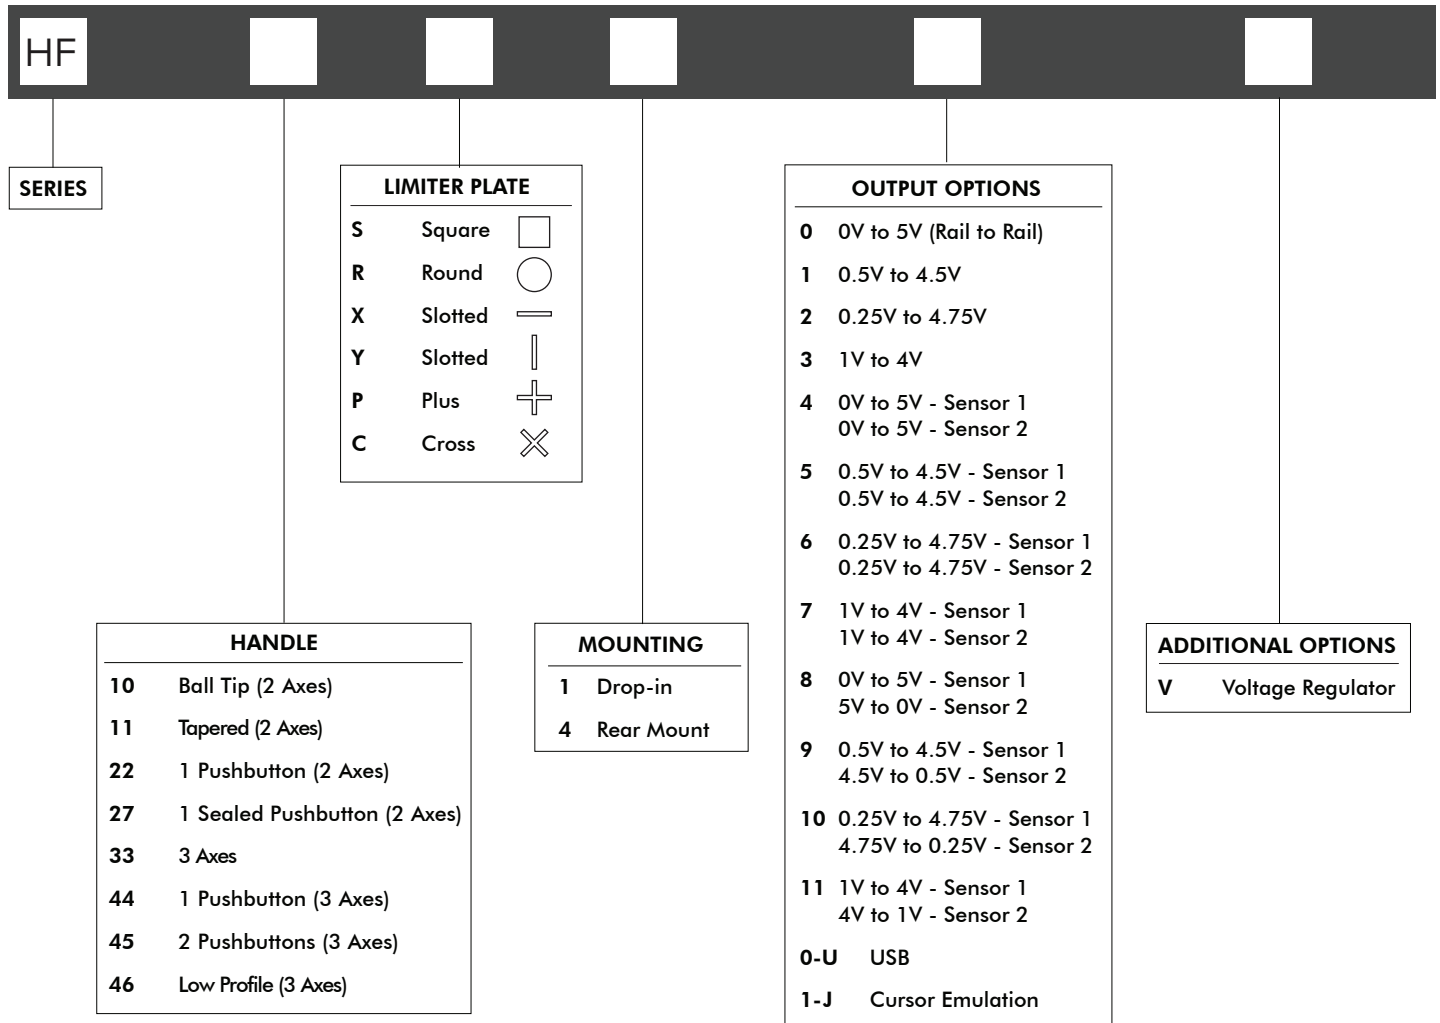 HF
SERIES
LIMITER PLATE
S Square
R Round
X Slotted
Y Slotted
P Plus
C Cross
OUTPUT OPTIONS
0 0V to 5V (Rail to Rail)
1 0.5V to 4.5V
2 0.25V to 4.75V
3 1V to 4V
4 0V to 5V - Sensor 1
0V to 5V - Sensor 2
5 0.5V to 4.5V - Sensor 1
0.5V to 4.5V - Sensor 2
6 0.25V to 4.75V - Sensor 1
0.25V to 4.75V - Sensor 2
7 1V to 4V - Sensor 1
1V to 4V - Sensor 2
8 0V to 5V - Sensor 1
5V to 0V - Sensor 2
9 0.5V to 4.5V - Sensor 1
4.5V to 0.5V - Sensor 2
10 0.25V to 4.75V - Sensor 1
4.75V to 0.25V - Sensor 2
11 1V to 4V - Sensor 1
4V to 1V - Sensor 2
0-U USB
1-J Cursor Emulation
HANDLE
10 Ball Tip (2 Axes)
11 Tapered (2 Axes)
22 1 Pushbutton (2 Axes)
27 1 Sealed Pushbutton (2 Axes)
33 3 Axes
44 1 Pushbutton (3 Axes)
45 2 Pushbuttons (3 Axes)
46 Low Profile (3 Axes)
MOUNTING
1 Drop-in
4 Rear Mount
ADDITIONAL OPTIONS
V Voltage Regulator